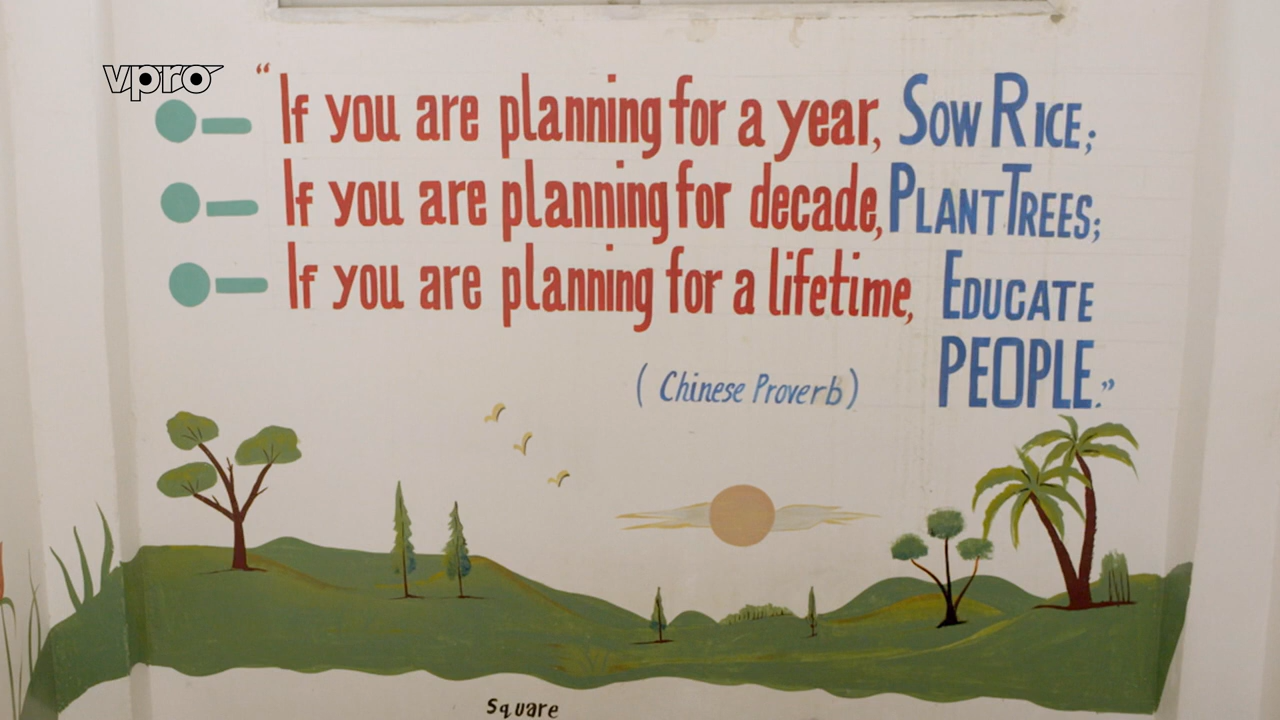 vpro
"If you are planning for a year, SOW RICE;
If you are planning for decade, PLANT TREES;
If you are planning for a lifetime, EDUCATE
PEOPLE."
( Chinese Proverb )
Square